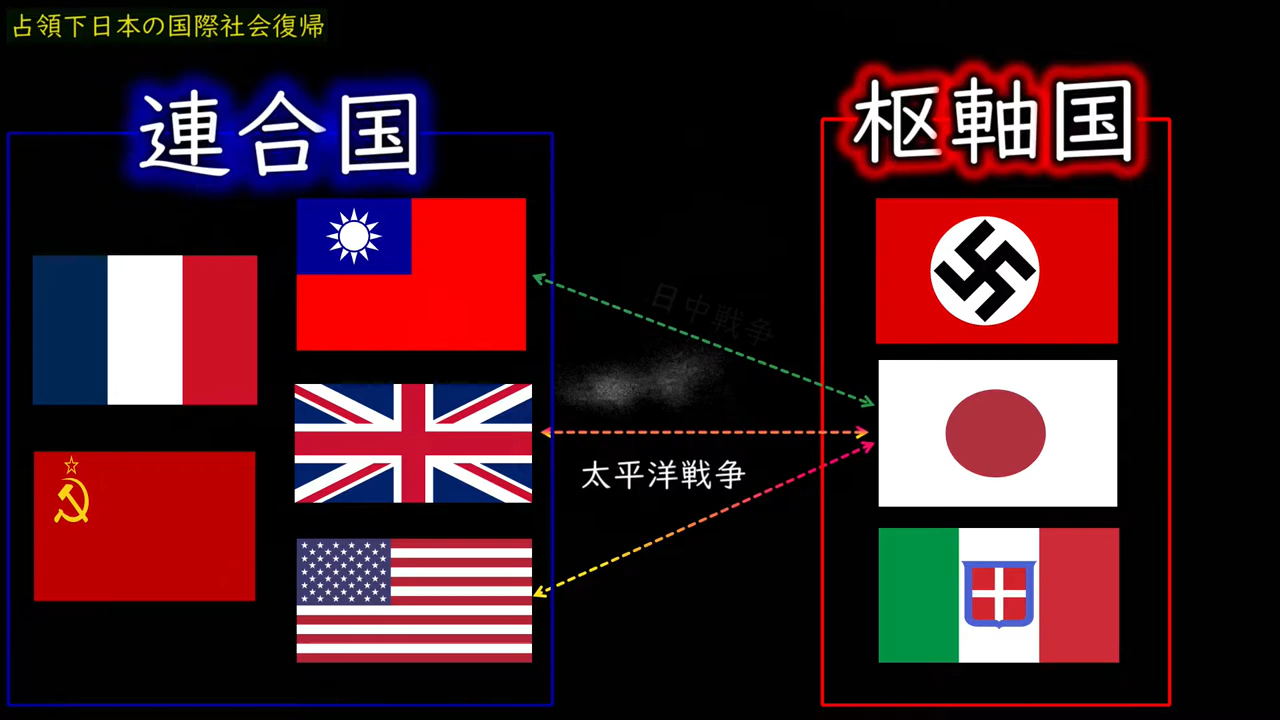 占領下日本の国際社会復帰
連合国
枢軸国
日中戦争
太平洋戦争